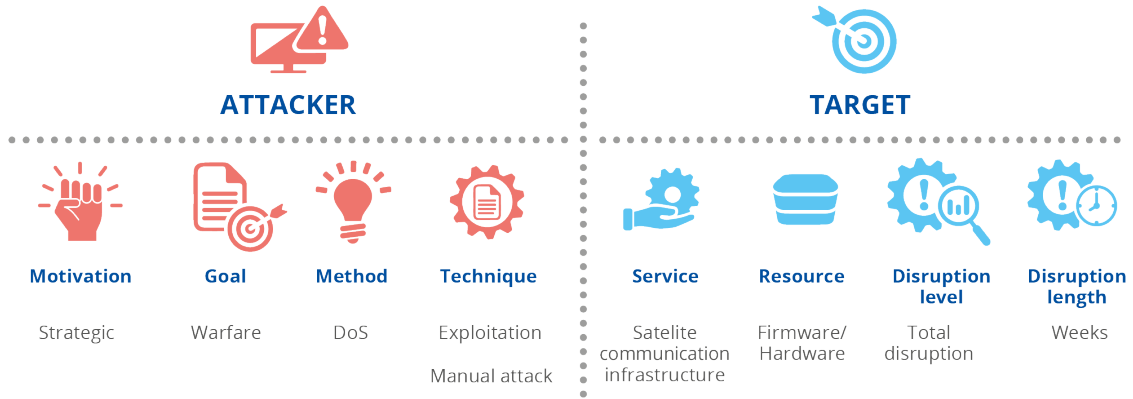 ATTACKER
TARGET
Motivation
Goal
Method
Technique
Service
Resource
Disruption
level
Disruption
length
Strategic
Warfare
DoS
Exploitation
Manual attack
Satelite
communication
infrastructure
Firmware/
Hardware
Total
disruption
Weeks